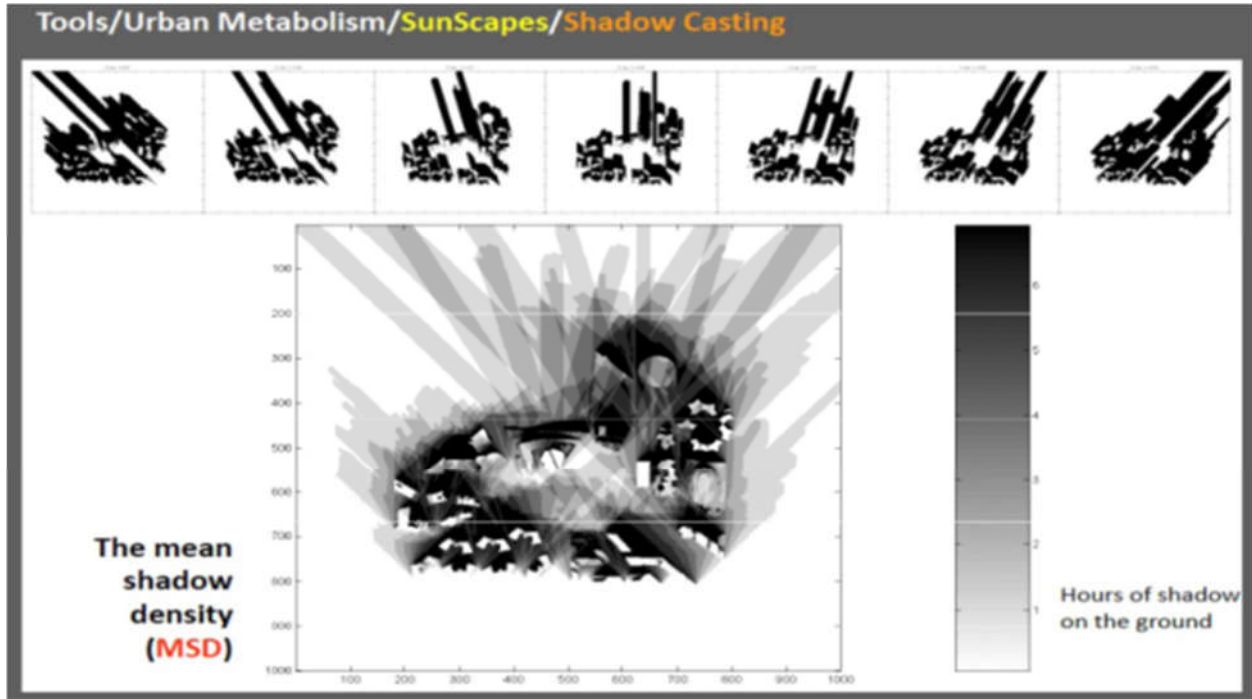 Tools/Urban Metabolism/SunScapes/Shadow Casting
100
200
300
400
500
600
700
800
900
1000
100 200 300 400 500 600 700 800 900 1000
6
5
4
3
2
1
The mean
shadow
density
(MSD)
Hours of shadow
on the ground